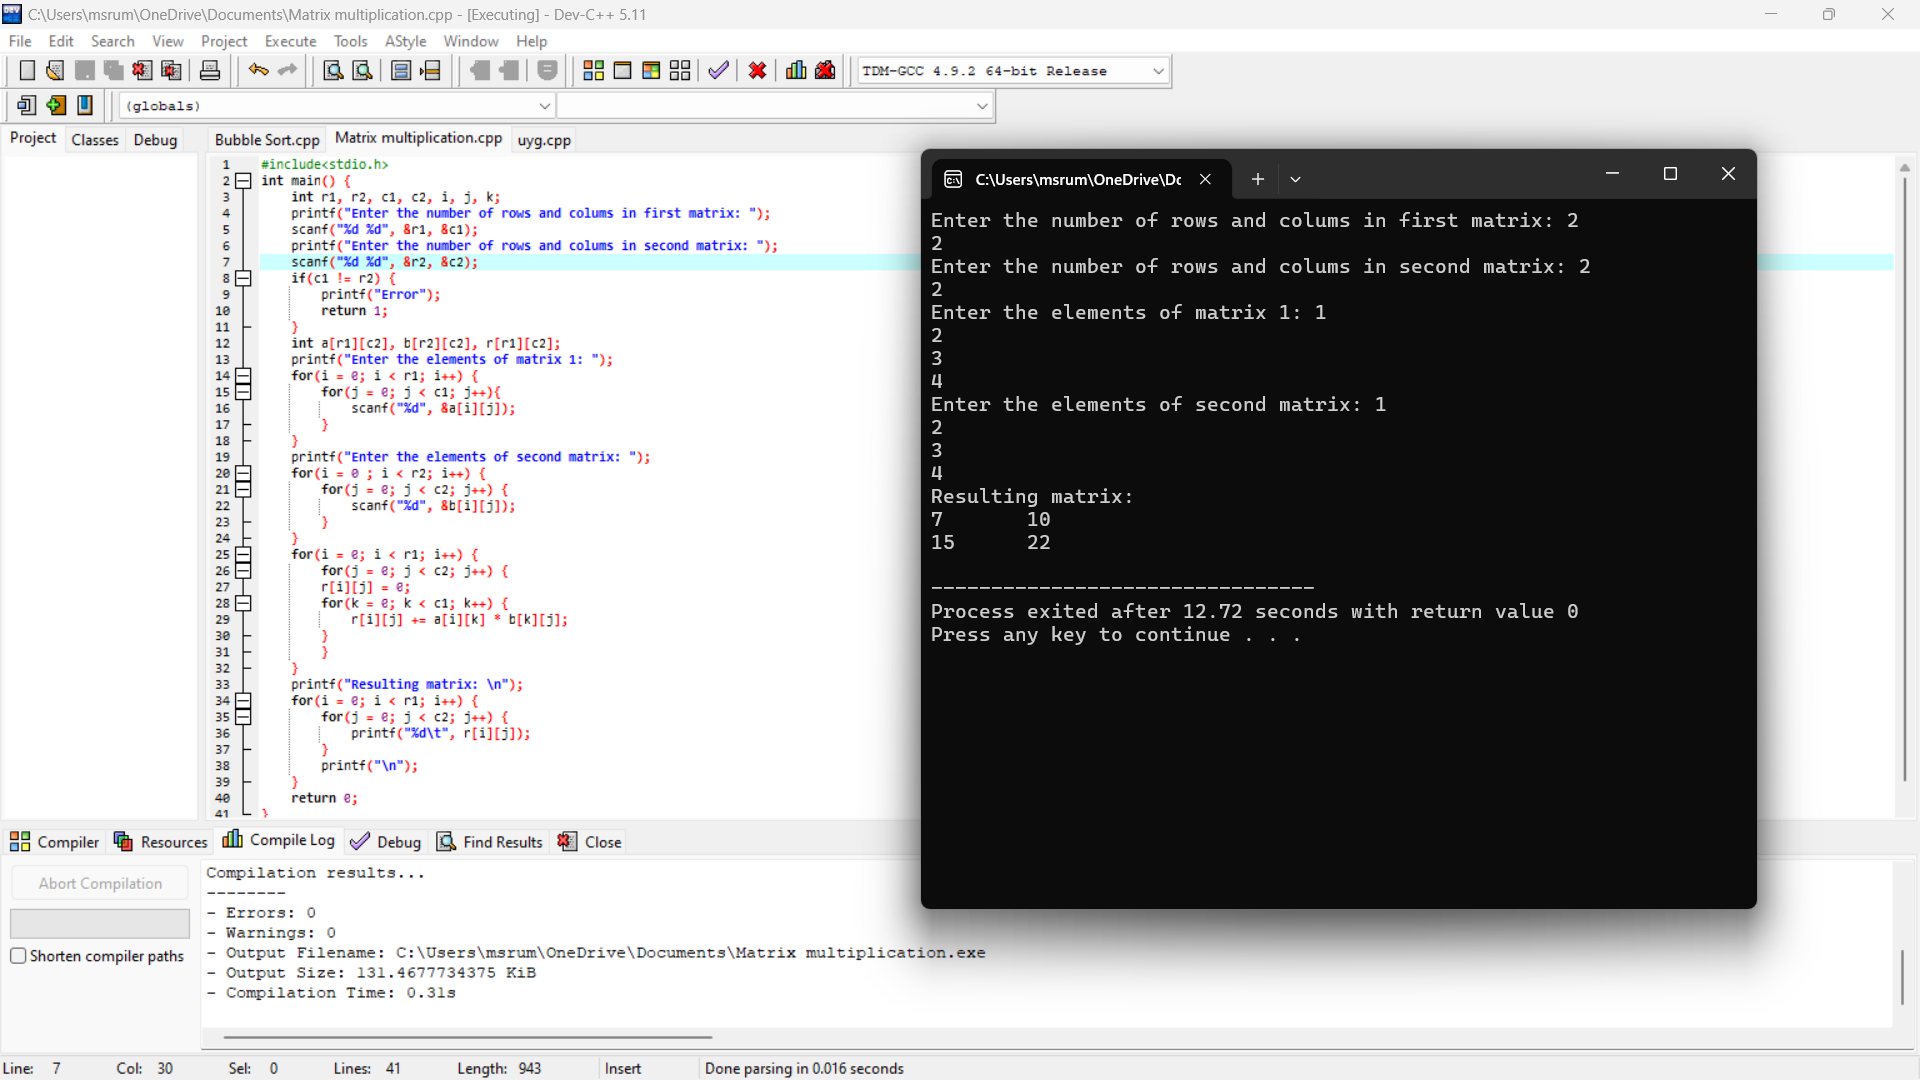 C:\Users\msrum\OneDrive\Documents\Matrix multiplication.cpp - [Executing] - Dev-C++ 5.11
File Edit Search View Project Execute Tools AStyle Window Help
TDM-GCC 4.9.2 64-bit Release
(globals)
Project Classes Debug
Bubble Sort.cpp Matrix multiplication.cpp uyg.cpp
1 #include<stdio.h>
2 int main() {
3 int r1, r2, c1, c2, i, j, k;
4 printf("Enter the number of rows and colums in first matrix: ");
5 scanf("%d %d", &r1, &c1);
6 printf("Enter the number of rows and colums in second matrix: ");
7 scanf("%d %d", &r2, &c2);
8 if(c1 != r2) {
9 printf("Error");
10 return 1;
11 }
12 int a[r1][c2], b[r2][c2], r[r1][c2];
13 printf("Enter the elements of matrix 1: ");
14 for(i = 0; i < r1; i++) {
15 for(j = 0; j < c1; j++){
16 scanf("%d", &a[i][j]);
17 }
18 }
19 printf("Enter the elements of second matrix: ");
20 for(i = 0 ; i < r2; i++) {
21 for(j = 0; j < c2; j++) {
22 scanf("%d", &b[i][j]);
23 }
24 }
25 for(i = 0; i < r1; i++) {
26 for(j = 0; j < c2; j++) {
27 r[i][j] = 0;
28 for(k = 0; k < c1; k++) {
29 r[i][j] += a[i][k] * b[k][j];
30 }
31 }
32 }
33 printf("Resulting matrix: \n");
34 for(i = 0; i < r1; i++) {
35 for(j = 0; j < c2; j++) {
36 printf("%d\t", r[i][j]);
37 }
38 printf("\n");
39 }
40 return 0;
41 }
C:\Users\msrum\OneDrive\Dc
Enter the number of rows and colums in first matrix: 2
2
Enter the number of rows and colums in second matrix: 2
2
Enter the elements of matrix 1: 1
2
3
4
Enter the elements of second matrix: 1
2
3
4
Resulting matrix:
7 10
15 22
--------------------------------
Process exited after 12.72 seconds with return value 0
Press any key to continue . . .
Compiler Resources Compile Log Debug Find Results Close
Abort Compilation
Shorten compiler paths
Compilation results...
--------
- Errors: 0
- Warnings: 0
- Output Filename: C:\Users\msrum\OneDrive\Documents\Matrix multiplication.exe
- Output Size: 131.4677734375 KiB
- Compilation Time: 0.31s
Line: 7 Col: 30 Sel: 0 Lines: 41 Length: 943 Insert Done parsing in 0.016 seconds